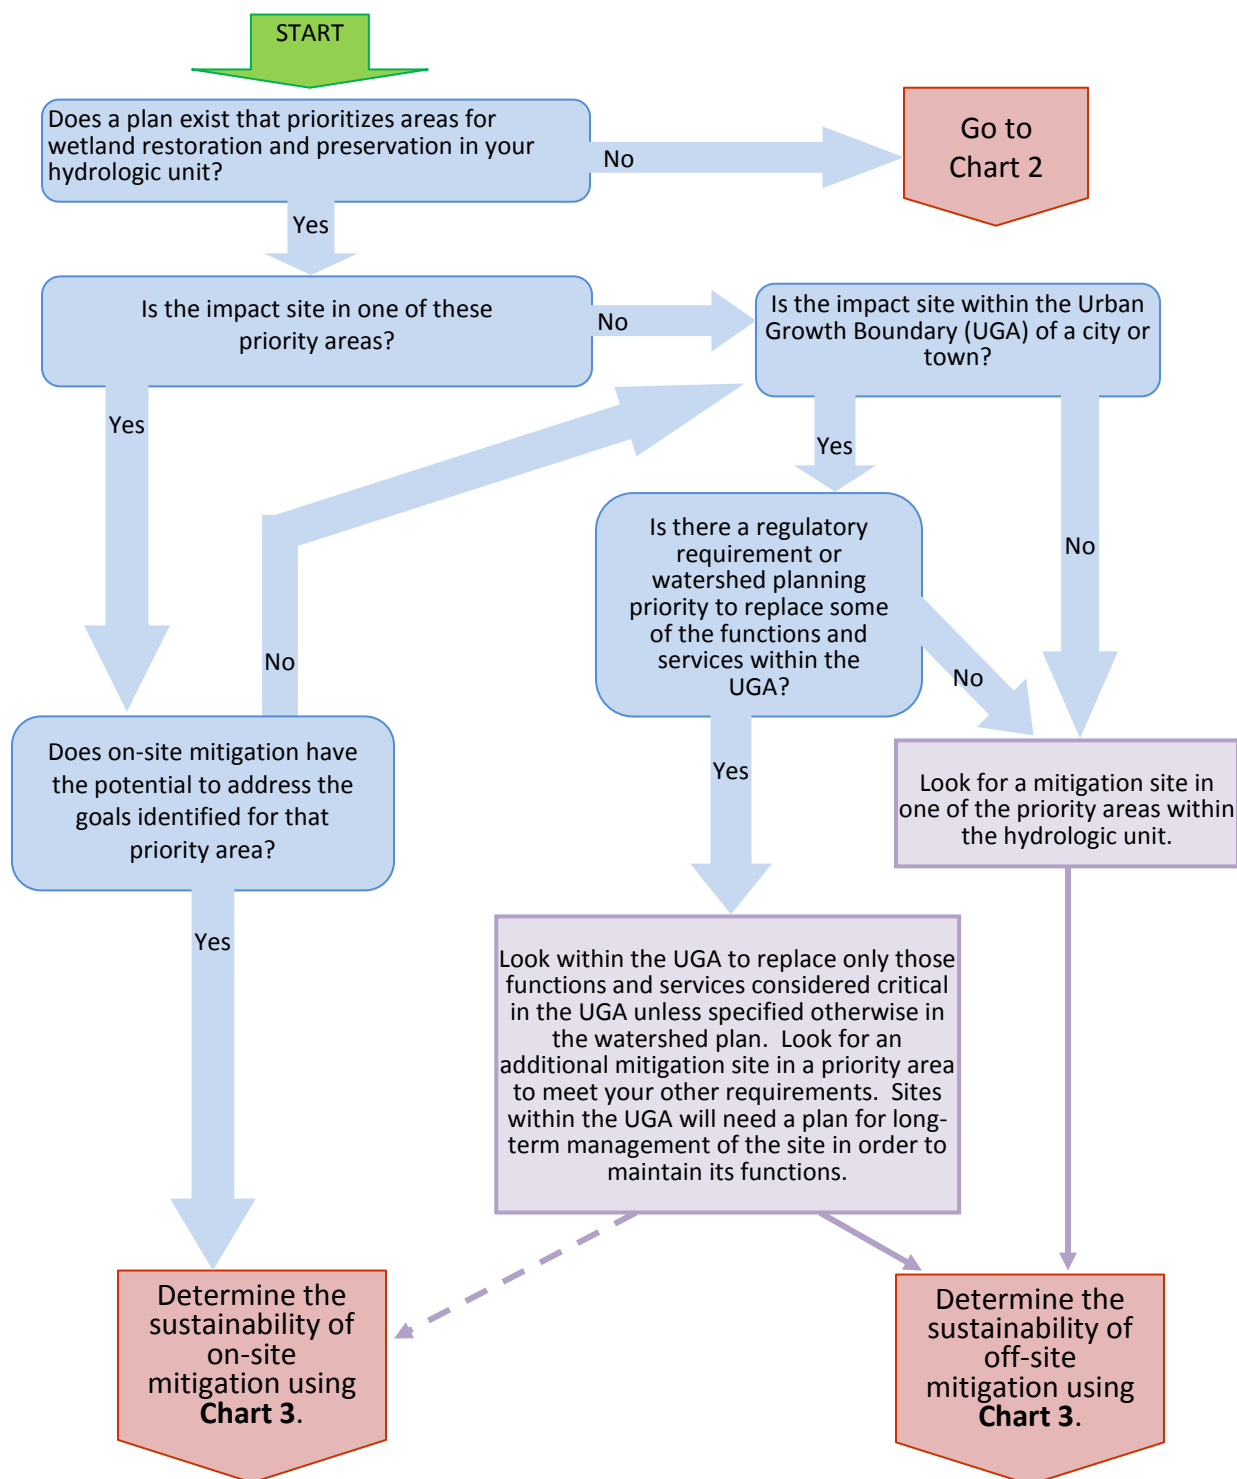 START
Does a plan exist that prioritizes areas for
wetland restoration and preservation in your
hydrologic unit?
No
Go to
Chart 2
Yes
Is the impact site in one of these
priority areas?
No
Is the impact site within the Urban
Growth Boundary (UGA) of a city or
town?
Yes
Yes
No
Is there a regulatory
requirement or
watershed planning
priority to replace some
of the functions and
services within the
UGA?
No
No
Does on-site mitigation have
the potential to address the
goals identified for that
priority area?
Yes
Look for a mitigation site in
one of the priority areas within
the hydrologic unit.
Yes
Look within the UGA to replace only those
functions and services considered critical
in the UGA unless specified otherwise in
the watershed plan.  Look for an
additional mitigation site in a priority area
to meet your other requirements.  Sites
within the UGA will need a plan for long-
term management of the site in order to
maintain its functions.
Determine the
sustainability of
on-site
mitigation using
Chart 3.
Determine the
sustainability of
off-site
mitigation using
Chart 3.